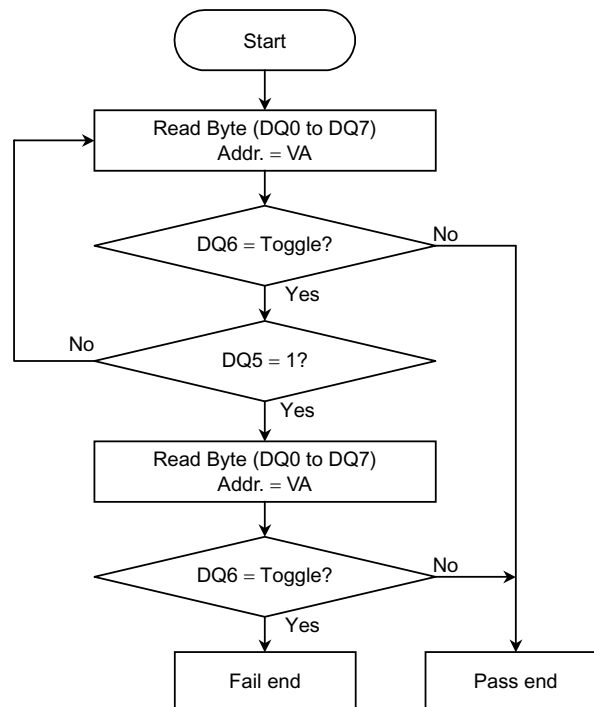 Start
Read Byte (DQ0 to DQ7)
Addr. = VA
DQ6 = Toggle?
No
Yes
No
DQ5 = 1?
Yes
Read Byte (DQ0 to DQ7)
Addr. = VA
DQ6 = Toggle?
No
Yes
Fail end
Pass end